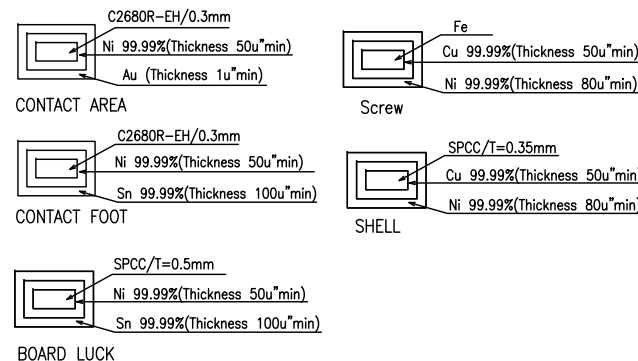 C2680R-EH/0.3mm
Ni 99.99%(Thickness 50u"min)
Au (Thickness 1u"min)
CONTACT AREA
Fe
Cu 99.99%(Thickness 50u"min)
Ni 99.99%(Thickness 80u"min)
Screw
C2680R-EH/0.3mm
Ni 99.99%(Thickness 50u"min)
Sn 99.99%(Thickness 100u"min)
CONTACT FOOT
SPCC/T=0.35mm
Cu 99.99%(Thickness 50u"min)
Ni 99.99%(Thickness 80u"min)
SHELL
SPCC/T=0.5mm
Ni 99.99%(Thickness 50u"min)
Sn 99.99%(Thickness 100u"min)
BOARD LUCK